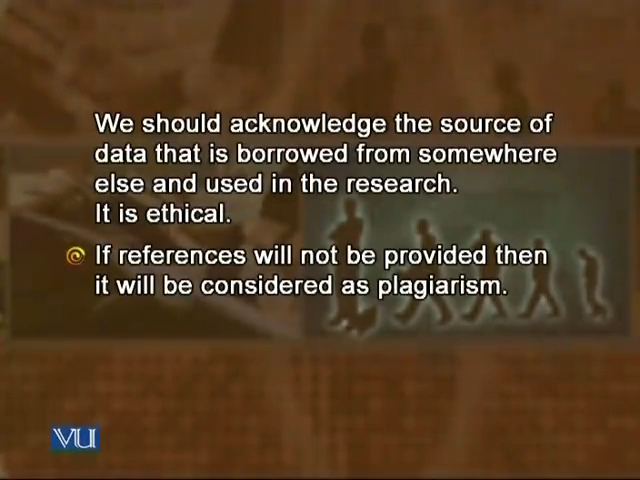 We should acknowledge the source of
data that is borrowed from somewhere
else and used in the research.
It is ethical.
If references will not be provided then
it will be considered as plagiarism.
VU